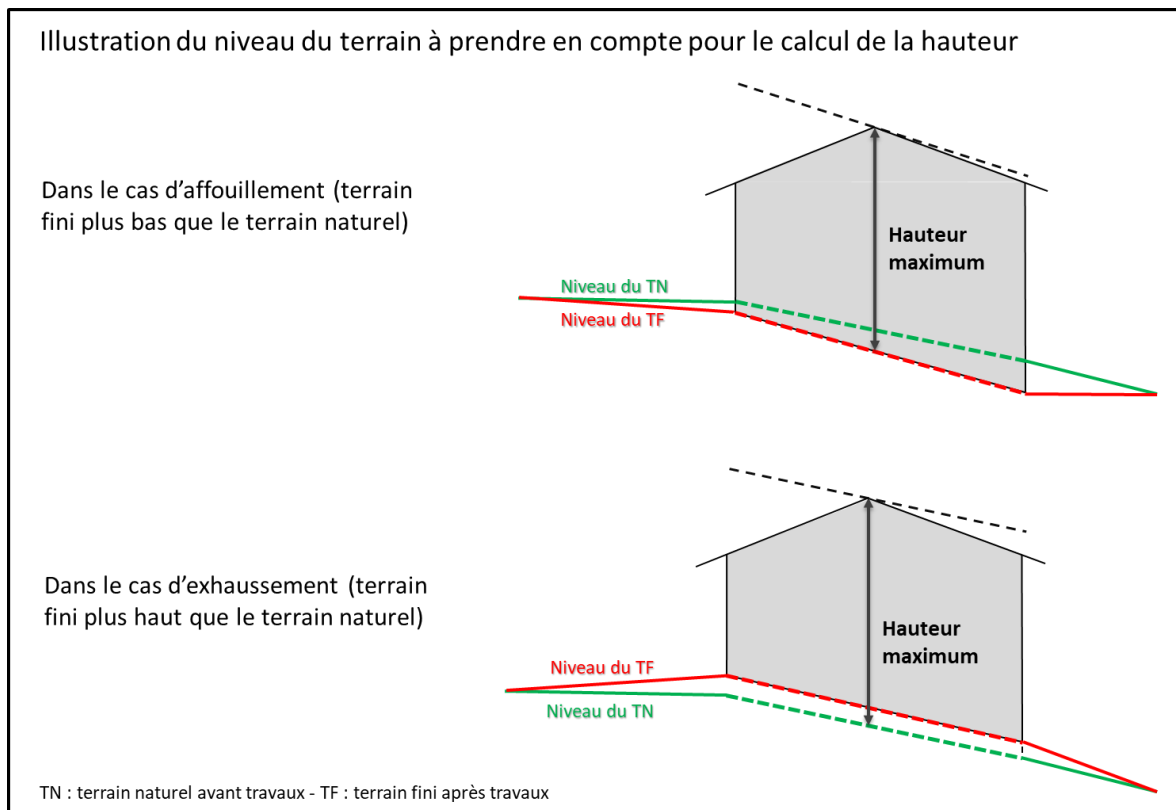 Illustration du niveau du terrain à prendre en compte pour le calcul de la hauteur
Dans le cas d’affouillement (terrain
fini plus bas que le terrain naturel)
Hauteur
maximum
Niveau du TN
Niveau du TF
Dans le cas d’exhaussement (terrain
fini plus haut que le terrain naturel)
Hauteur
maximum
Niveau du TF
Niveau du TN
TN : terrain naturel avant travaux - TF : terrain fini après travaux